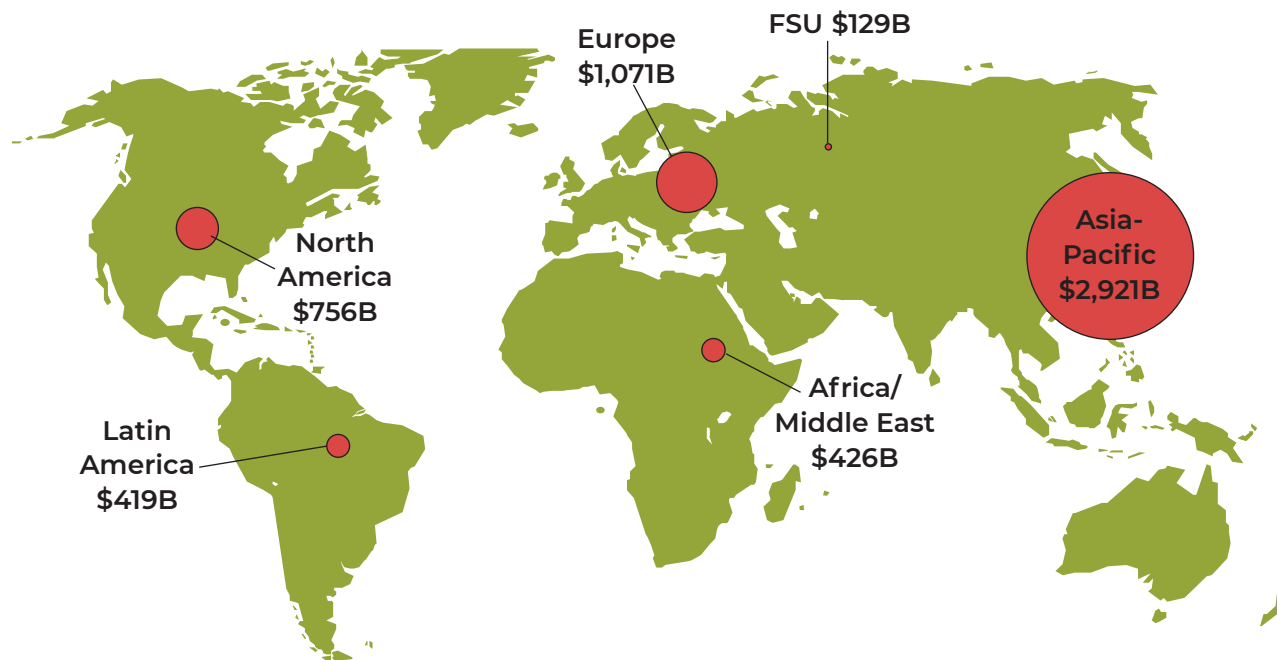 FSU $129B
Europe
$1,071B
Asia-
Pacific
$2,921B
North
America
$756B
Africa/
Middle East
$426B
Latin
America
$419B